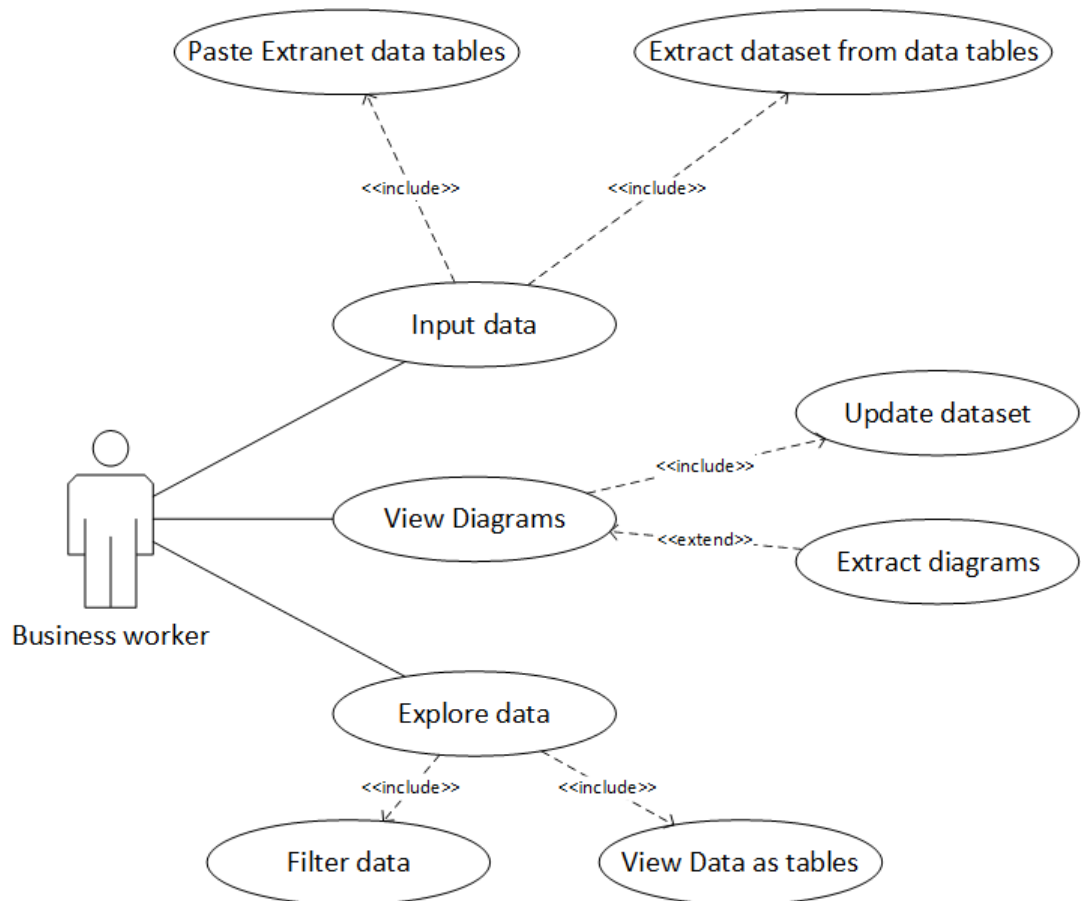 Paste Extranet data tables
Extract dataset from data tables
<<include>>
<<include>>
Input data
Update dataset
<<include>>
View Diagrams
<<extend>>
Extract diagrams
Business worker
Explore data
<<include>>
<<include>>
Filter data
View Data as tables